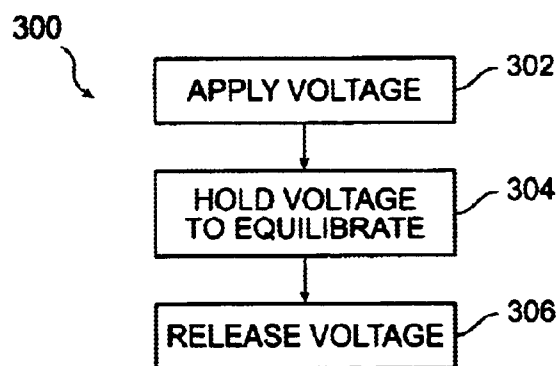 300
APPLY VOLTAGE
302
HOLD VOLTAGE
TO EQUILIBRATE
304
RELEASE VOLTAGE
306